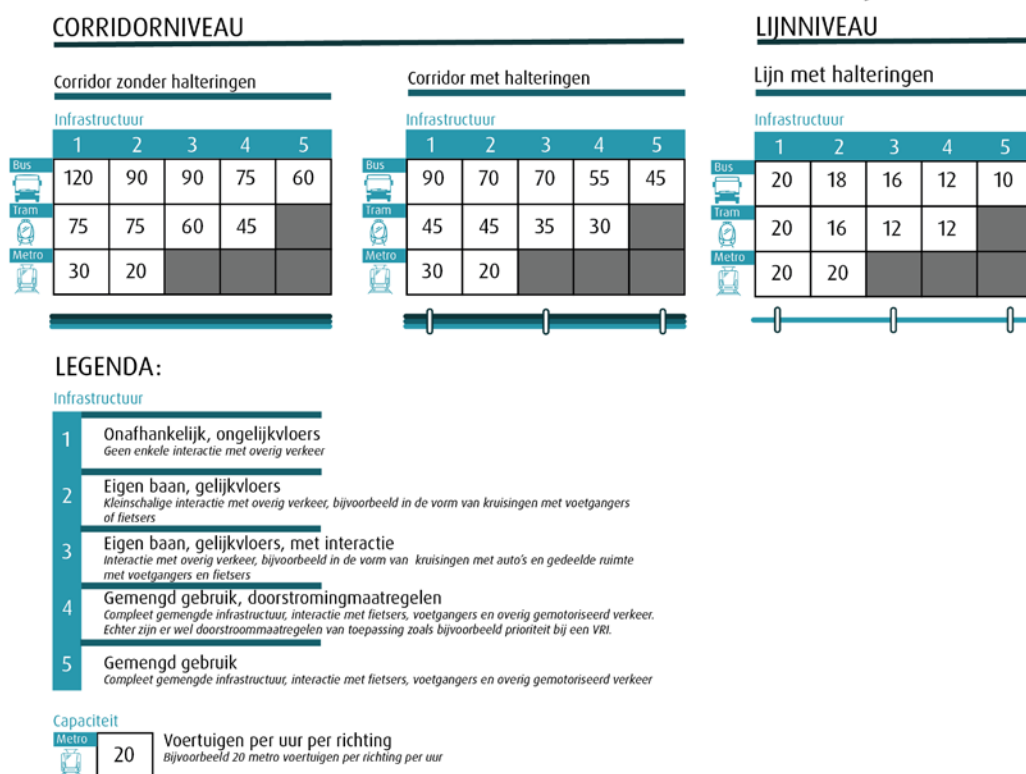 CORRIDORNIVEAU
Corridor zonder halteringen
Infrastructuur
1 2 3 4 5
Bus 120 90 90 75 60
Tram 75 75 60 45
Metro 30 20
Corridor met halteringen
Infrastructuur
1 2 3 4 5
Bus 90 70 70 55 45
Tram 45 45 35 30
Metro 30 20
LIJNNIVEAU
Lijn met halteringen
Infrastructuur
1 2 3 4 5
Bus 20 18 16 12 10
Tram 20 16 12 12
Metro 20 20
LEGENDA:
Infrastructuur
1 Onafhankelijk, ongelijkvloers
Geen enkele interactie met overig verkeer
2 Eigen baan, gelijkvloers
Kleinschalige interactie met overig verkeer, bijvoorbeeld in de vorm van kruisingen met voetgangers
of fietsers
3 Eigen baan, gelijkvloers, met interactie
Interactie met overig verkeer, bijvoorbeeld in de vorm van kruisingen met auto's en gedeelde ruimte
met voetgangers en fietsers
4 Gemengd gebruik, doorstromingmaatregelen
Compleet gemengde infrastructuur, interactie met fietsers, voetgangers en overig gemotoriseerd verkeer.
Echter zijn er wel doorstroommaatregelen van toepassing zoals bijvoorbeeld prioriteit bij een VRI.
5 Gemengd gebruik
Compleet gemengde infrastructuur, interactie met fietsers, voetgangers en overig gemotoriseerd verkeer
Capaciteit
Metro 20 Voertuigen per uur per richting
Bijvoorbeeld 20 metro voertuigen per richting per uur